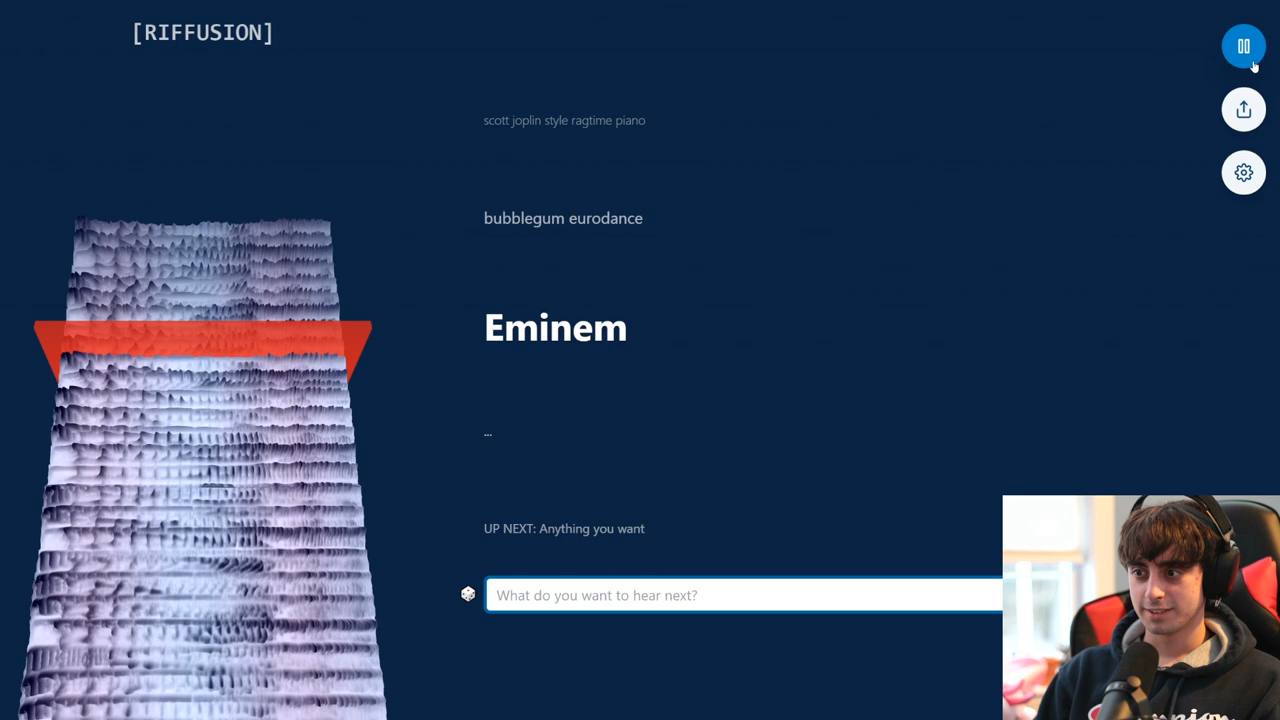 [RIFFUSION]
scott joplin style ragtime piano
bubblegum eurodance
Eminem
...
UP NEXT: Anything you want
What do you want to hear next?
Champion